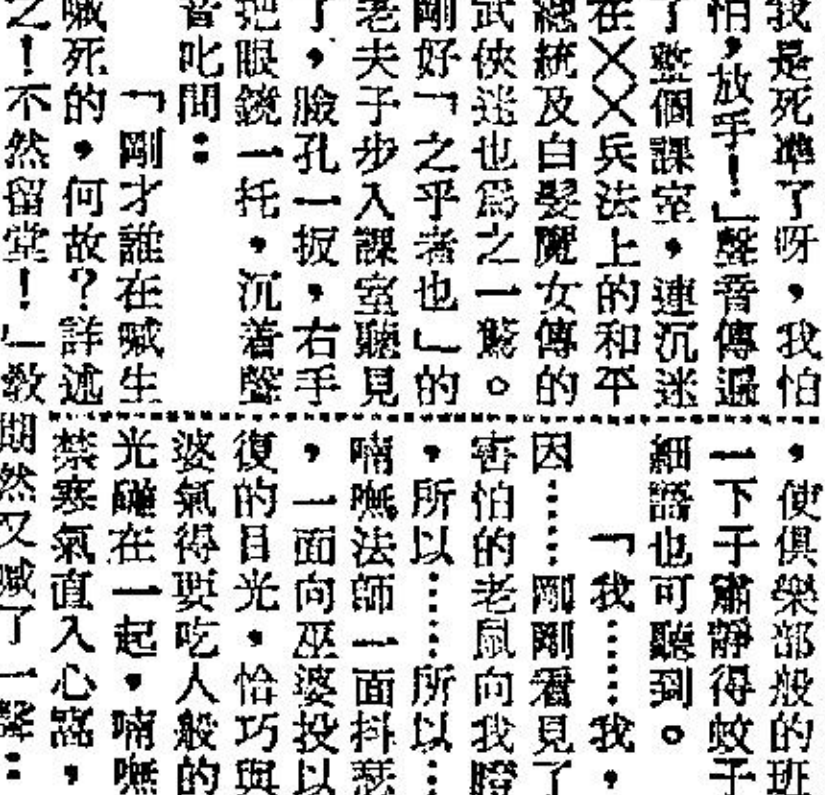 我是死準了呀，我怕
怕，放手！」聲音傳遍
了整個課室，連沉迷
在××兵法上的和平
總統及白髮魔女傳的
武俠迷也爲之一驚。
剛好「之乎者也」的
老夫子步入課室聽見
了，臉孔一扳，右手
把眼鏡一托，沉着聲
音叱問：
「剛才誰在喊生
喊死的，何故？詳述
之！不然留堂！」教
，使俱樂部般的班
一下子肅靜得蚊子
細語也可聽到。
「我……我，
因……剛剛看見了
害怕的老鼠向我瞪
，所以……所以…
喃嘸法師一面抖瑟
，一面向巫婆投以
復的目光，恰巧與
婆氣得要吃人般的
光碰在一起，喃嘸
禁寒氣直入心窩，
期然又喊了一聲：